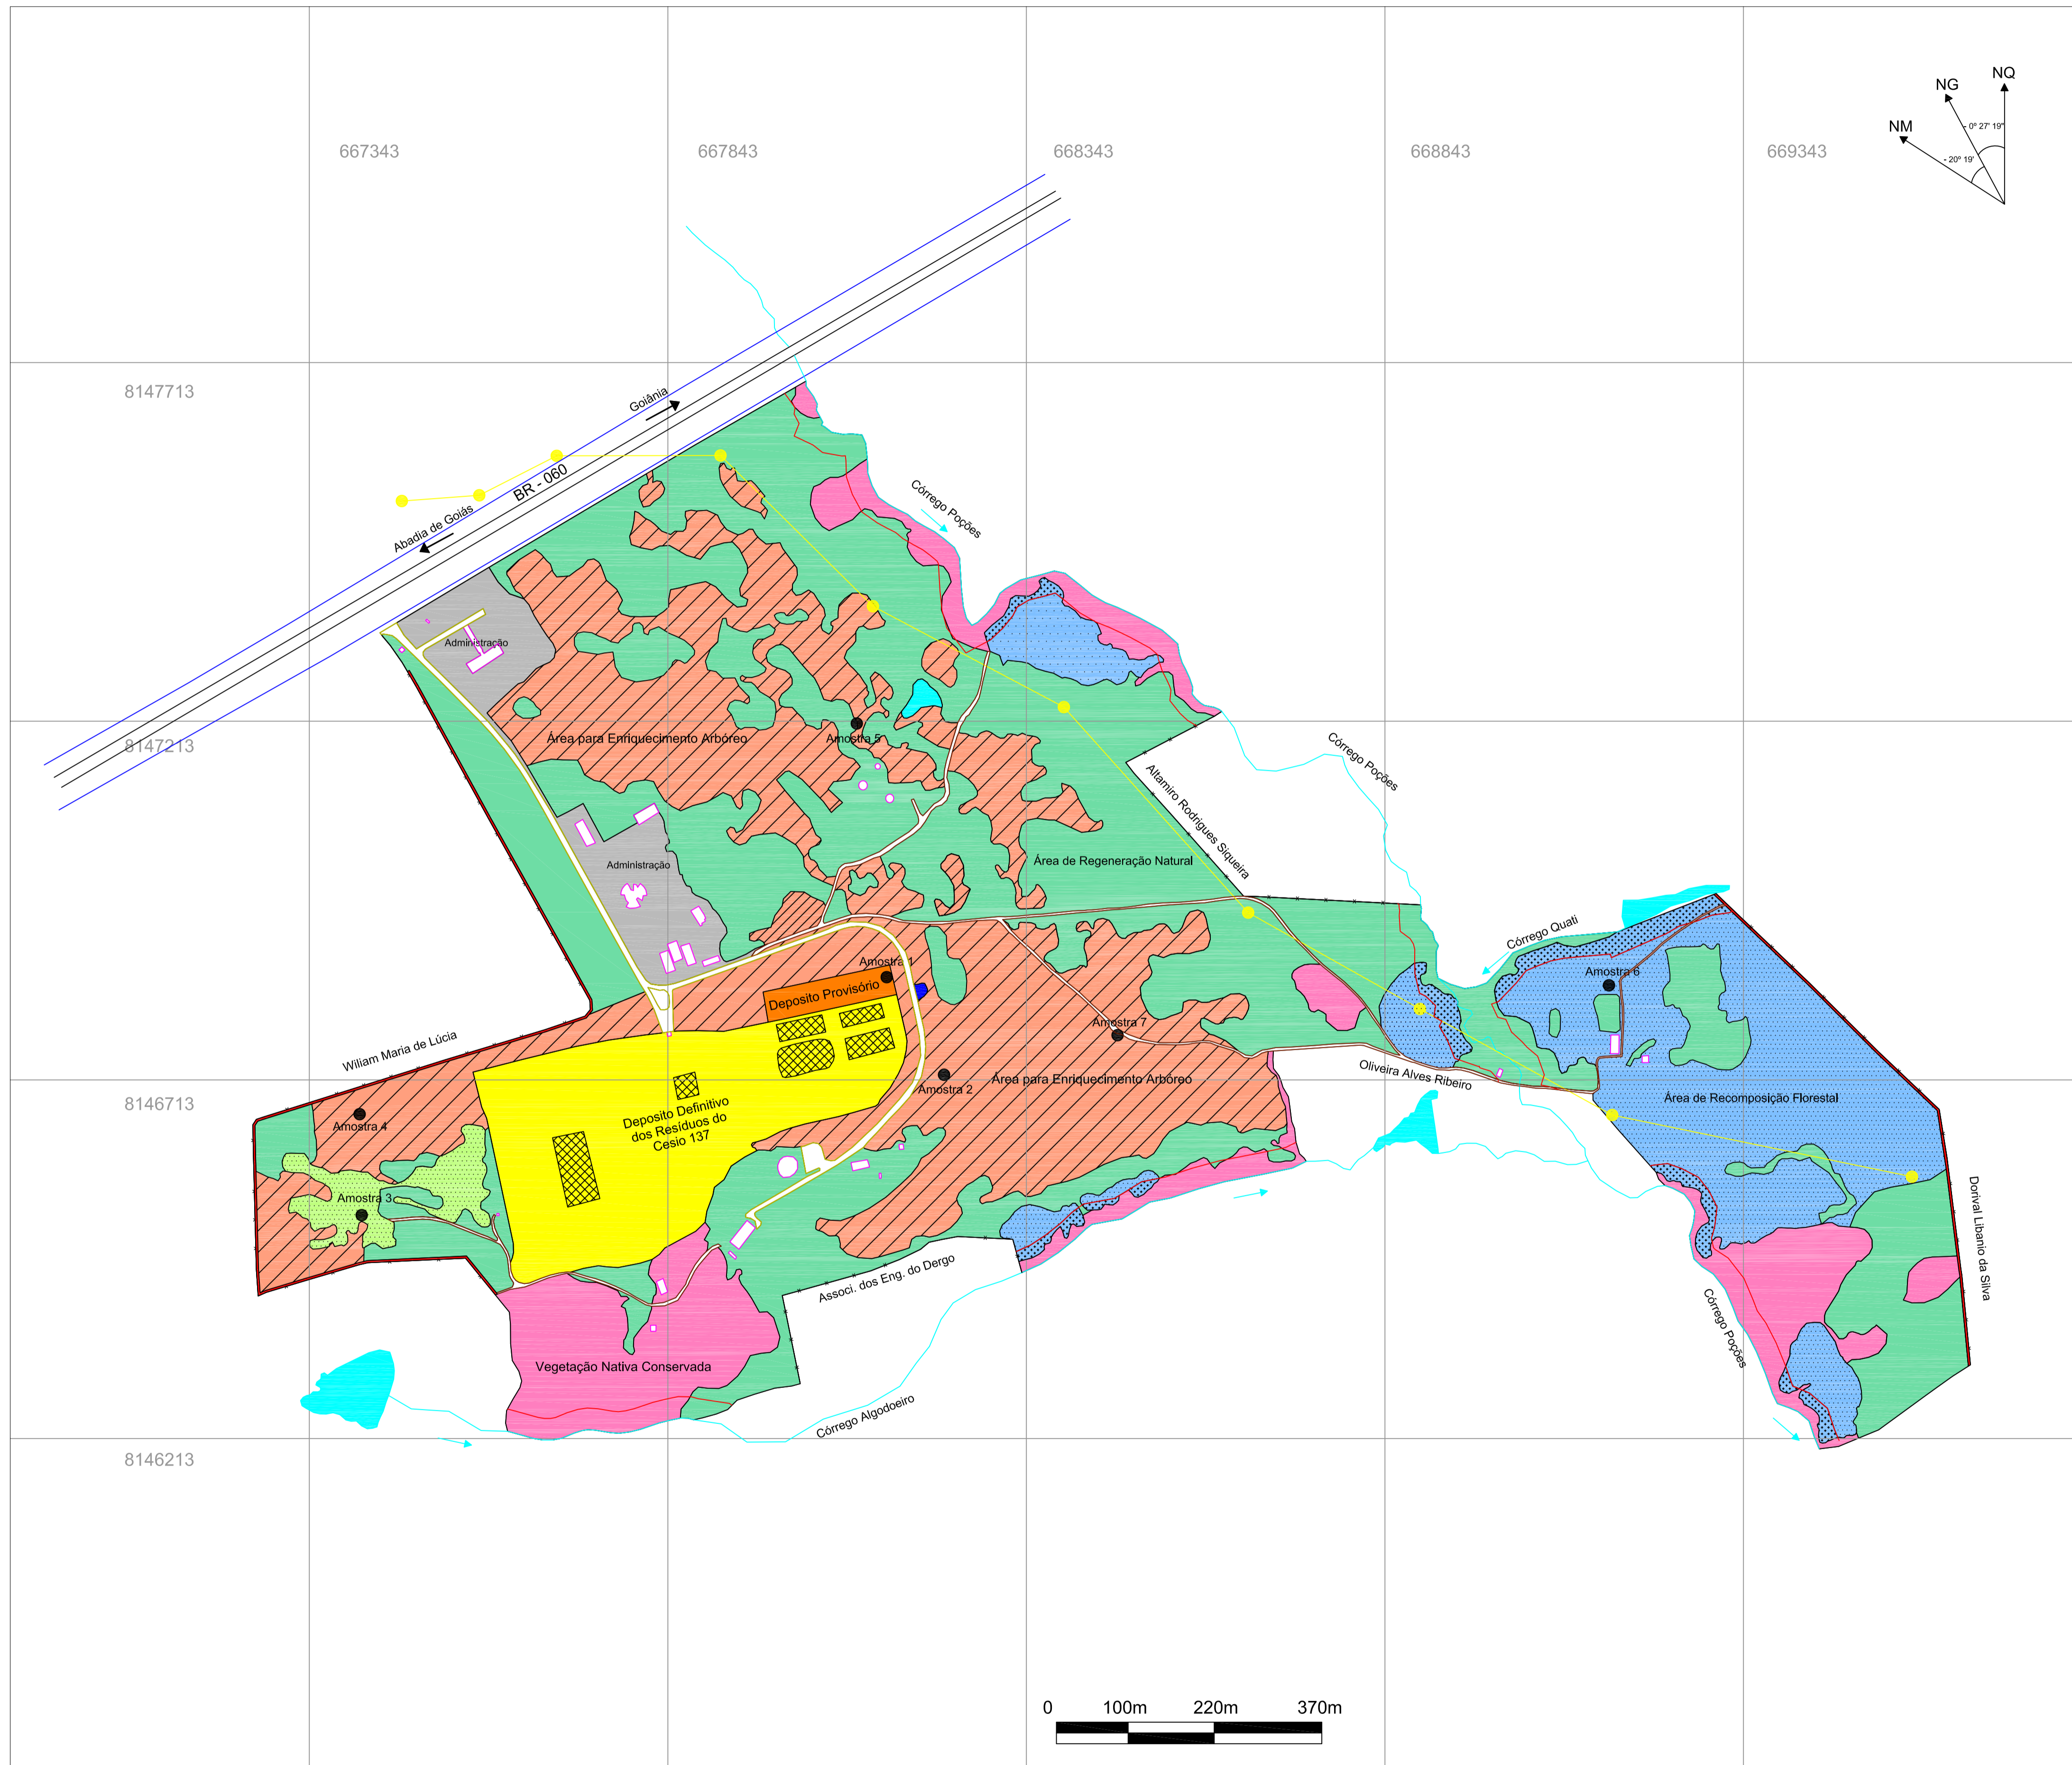 NQ
NG
- 0º 27' 19"
NM
- 20º 19'
667343
667843
668343
668843
669343
8147713
Goiânia
BR - 060
Abadia de Goiás
Córrego Poções
Administração
8147213
Área para Enriquecimento Arbóreo
Amostra 5
Córrego Poções
Altamiro Rodrigues Siqueira
Administração
Área de Regeneração Natural
Córrego Quati
Amostra 1
Amostra 6
Deposito Provisório
Wiliam Maria de Lúcia
Amostra 7
Oliveira Alves Ribeiro
Amostra 2
Área para Enriquecimento Arbóreo
8146713
Deposito Definitivo
dos Resíduos do
Cesio 137
Área de Recomposição Florestal
Amostra 4
Amostra 3
Dorival Libanio da Silva
Associ. dos Eng. do Dergo
Córrego Poções
Vegetação Nativa Conservada
Córrego Algodoeiro
8146213
0 100m 220m 370m